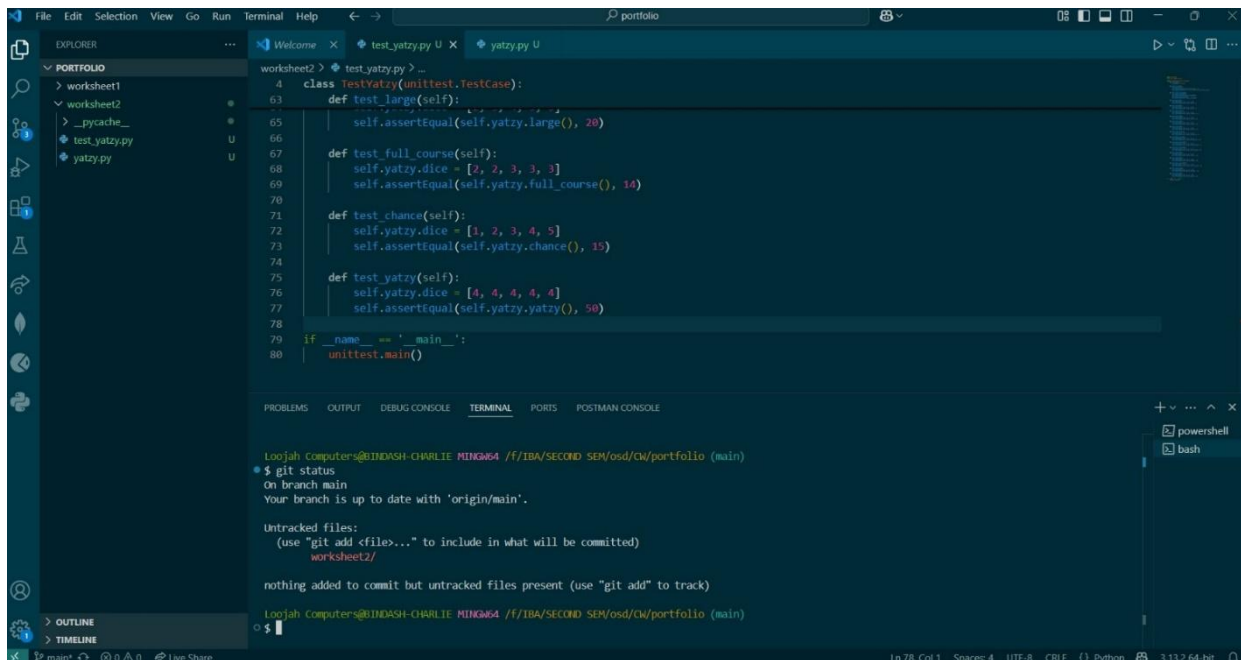 File Edit Selection View Go Run Terminal Help
portfolio
EXPLORER
Welcome
test_yatzy.py U
yatzy.py U
PORTFOLIO
worksheet1
worksheet2
__pycache__
test_yatzy.py U
yatzy.py U
worksheet2 > test_yatzy.py > ...
4 class TestYatzy(unittest.TestCase):
63 def test_large(self):
65 self.assertEqual(self.yatzy.large(), 20)
66
67 def test_full_course(self):
68 self.yatzy.dice = [2, 2, 3, 3, 3]
69 self.assertEqual(self.yatzy.full_course(), 14)
70
71 def test_chance(self):
72 self.yatzy.dice = [1, 2, 3, 4, 5]
73 self.assertEqual(self.yatzy.chance(), 15)
74
75 def test_yatzy(self):
76 self.yatzy.dice = [4, 4, 4, 4, 4]
77 self.assertEqual(self.yatzy.yatzy(), 50)
78
79 if __name__ == '__main__':
80 unittest.main()
PROBLEMS OUTPUT DEBUG CONSOLE TERMINAL PORTS POSTMAN CONSOLE
powershell
bash
Loojah Computers@BINDASH-CHARLIE MINGW64 /f/IBA/SECOND SEM/osd/CW/portfolio (main)
$ git status
On branch main
Your branch is up to date with 'origin/main'.
Untracked files:
(use "git add <file>..." to include in what will be committed)
worksheet2/
nothing added to commit but untracked files present (use "git add" to track)
Loojah Computers@BINDASH-CHARLIE MINGW64 /f/IBA/SECOND SEM/osd/CW/portfolio (main)
$
OUTLINE
TIMELINE
main* 0 0 0 Live Share
Ln 78, Col 1 Spaces: 4 UTF-8 CRLF {} Python 3.13.2 64-bit